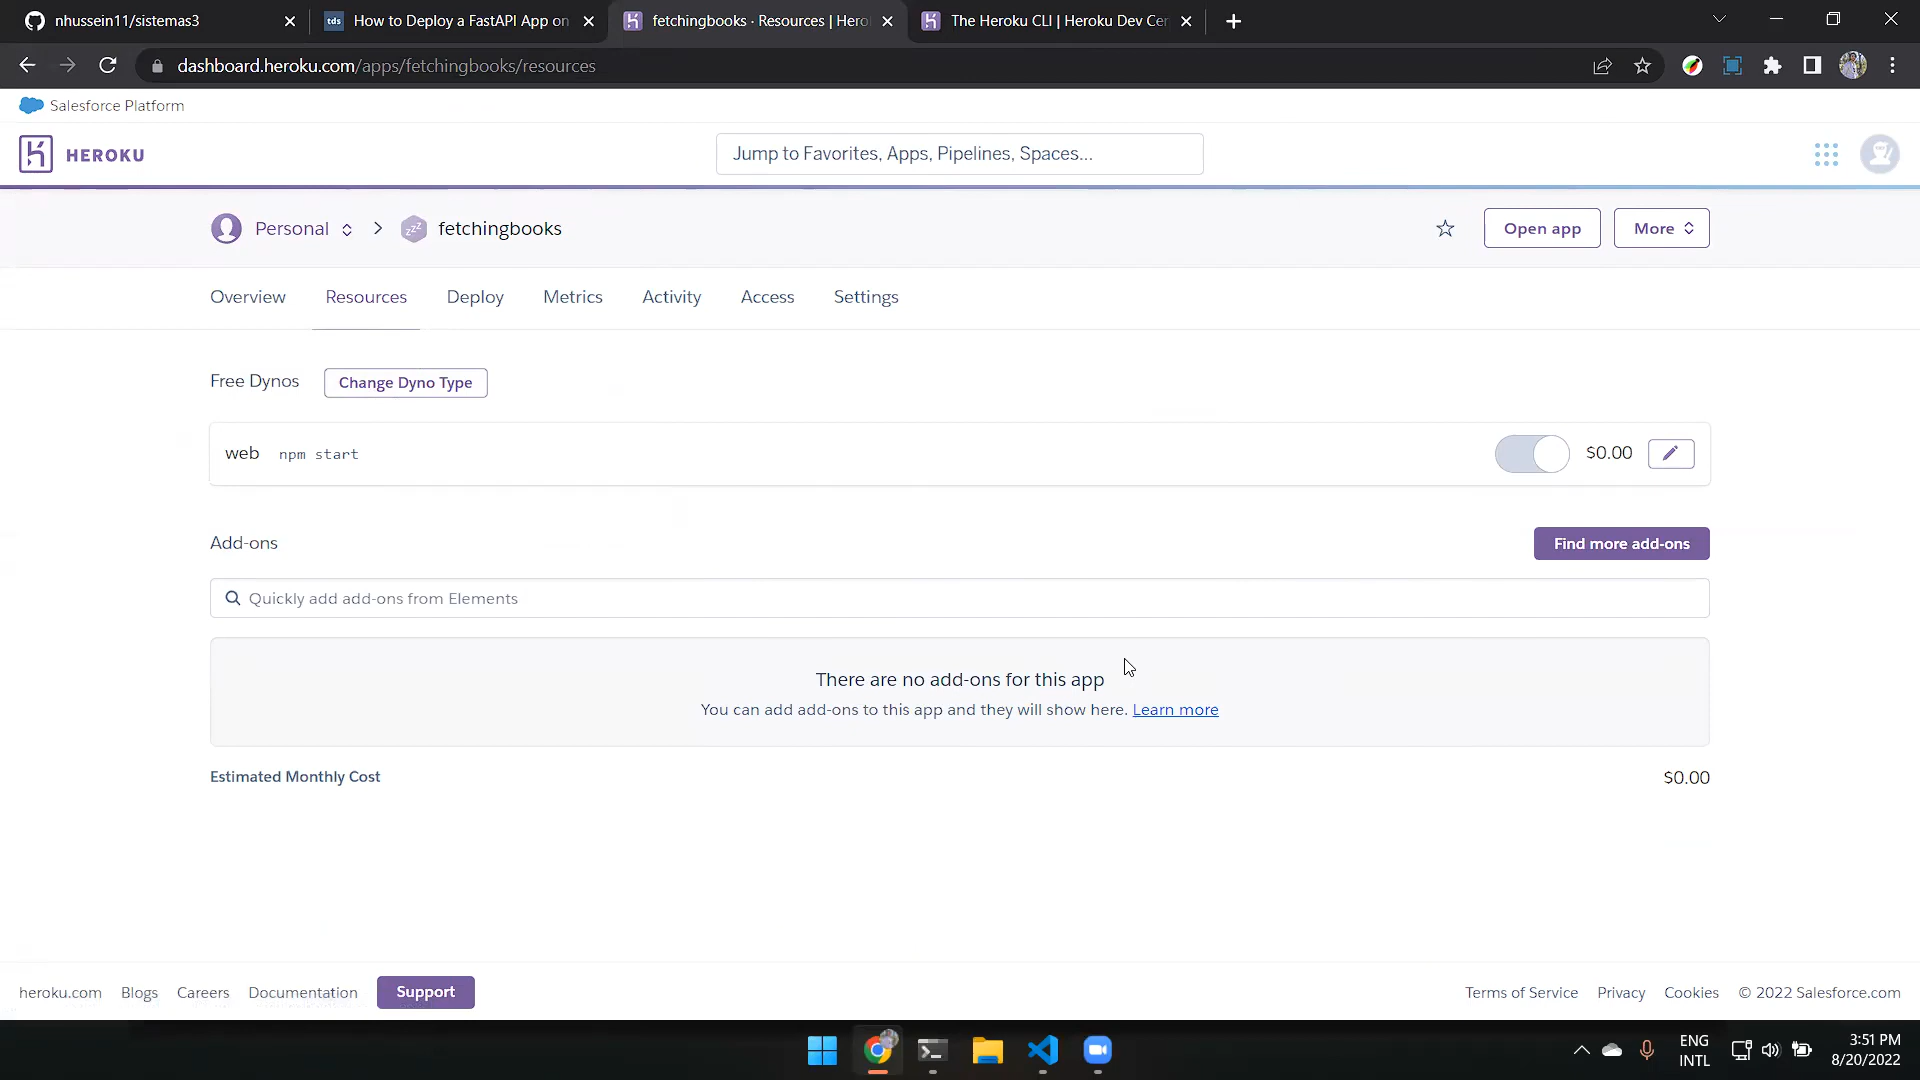 nhussein11/sistemas3
How to Deploy a FastAPI App on
fetchingbooks · Resources | Hero
The Heroku CLI | Heroku Dev Cen
dashboard.heroku.com/apps/fetchingbooks/resources
Salesforce Platform
HEROKU
Jump to Favorites, Apps, Pipelines, Spaces...
Personal
fetchingbooks
Open app
More
Overview
Resources
Deploy
Metrics
Activity
Access
Settings
Free Dynos
Change Dyno Type
web npm start
$0.00
Add-ons
Find more add-ons
Quickly add add-ons from Elements
There are no add-ons for this app
You can add add-ons to this app and they will show here. Learn more
Estimated Monthly Cost
$0.00
heroku.com
Blogs
Careers
Documentation
Support
Terms of Service
Privacy
Cookies
© 2022 Salesforce.com
ENG
INTL
3:51 PM
8/20/2022